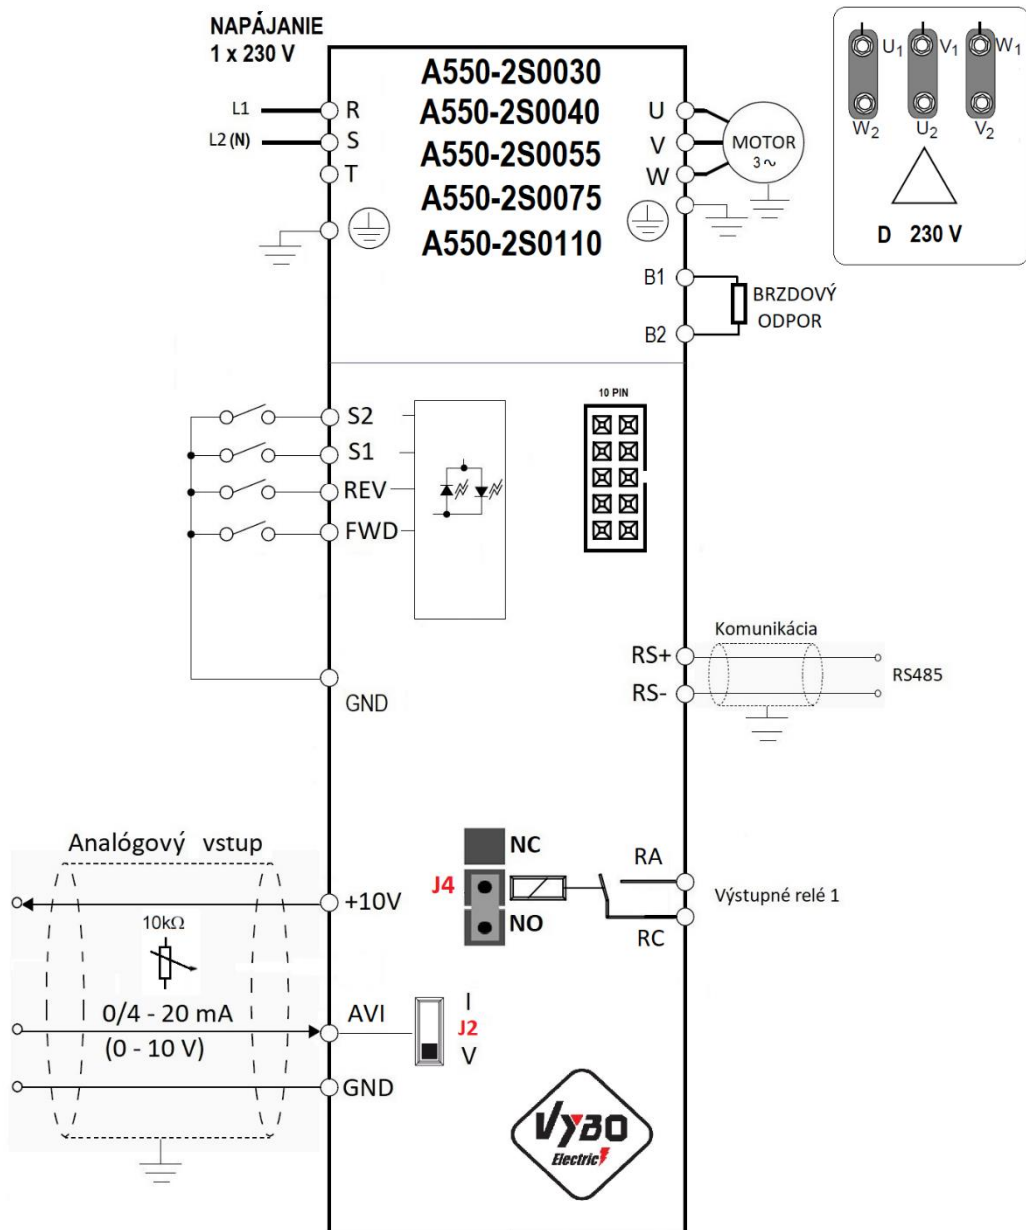 NAPÁJANIE
1 x 230 V
L1
R
L2 (N)
S
T
A550-2S0030
A550-2S0040
A550-2S0055
A550-2S0075
A550-2S0110
U
V
W
MOTOR
3∿
U1 V1 W1
W2 U2 V2
D 230 V
B1
B2
BRZDOVÝ
ODPOR
S2
S1
REV
FWD
GND
10 PIN
Komunikácia
RS+
RS-
RS485
Analógový vstup
+10V
10kΩ
0/4 - 20 mA
(0 - 10 V)
AVI
GND
NC
J4
NO
RA
RC
Výstupné relé 1
I
J2
V
VYBO
Electric